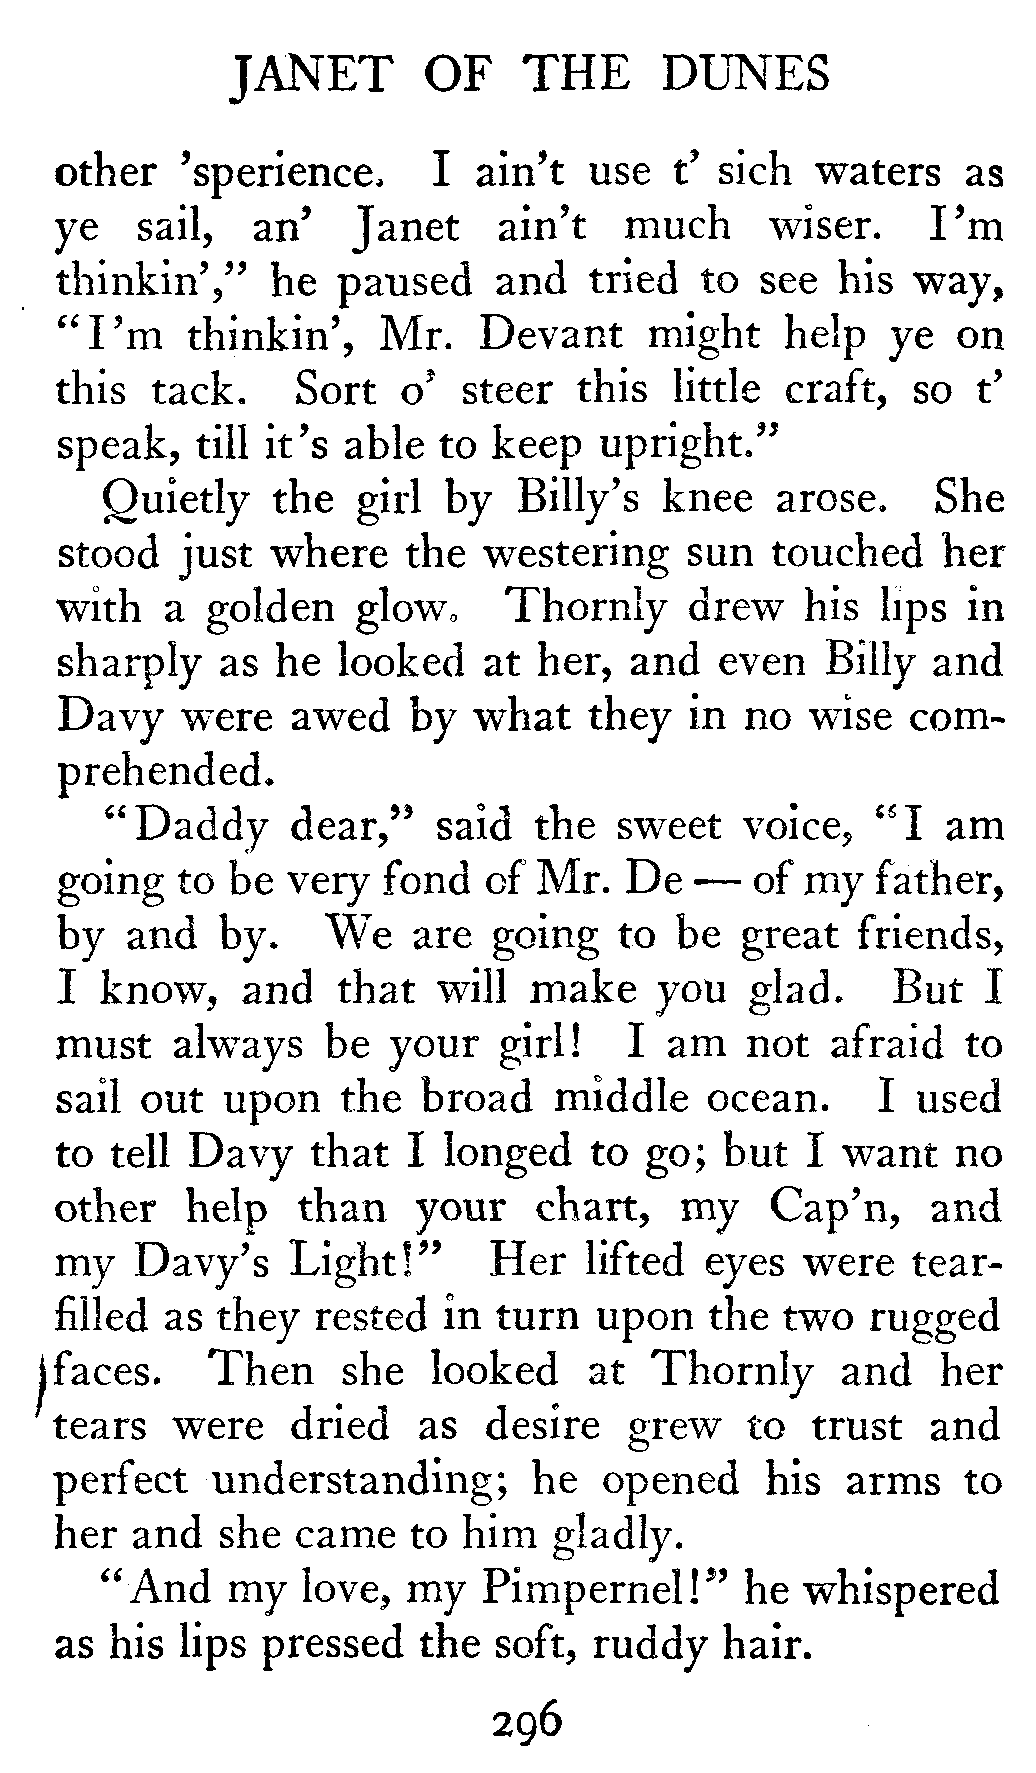 JANET OF THE DUNES
other 'sperience. I ain't use t' sich waters as
ye sail, an' Janet ain't much wiser. I'm
thinkin'," he paused and tried to see his way,
"I'm thinkin', Mr. Devant might help ye on
this tack. Sort o' steer this little craft, so t'
speak, till it's able to keep upright."
Quietly the girl by Billy's knee arose. She
stood just where the westering sun touched her
with a golden glow. Thornly drew his lips in
sharply as he looked at her, and even Billy and
Davy were awed by what they in no wise com-
prehended.
"Daddy dear," said the sweet voice, "I am
going to be very fond of Mr. De — of my father,
by and by. We are going to be great friends,
I know, and that will make you glad. But I
must always be your girl! I am not afraid to
sail out upon the broad middle ocean. I used
to tell Davy that I longed to go; but I want no
other help than your chart, my Cap'n, and
my Davy's Light!" Her lifted eyes were tear-
filled as they rested in turn upon the two rugged
faces. Then she looked at Thornly and her
tears were dried as desire grew to trust and
perfect understanding; he opened his arms to
her and she came to him gladly.
"And my love, my Pimpernel!" he whispered
as his lips pressed the soft, ruddy hair.
296